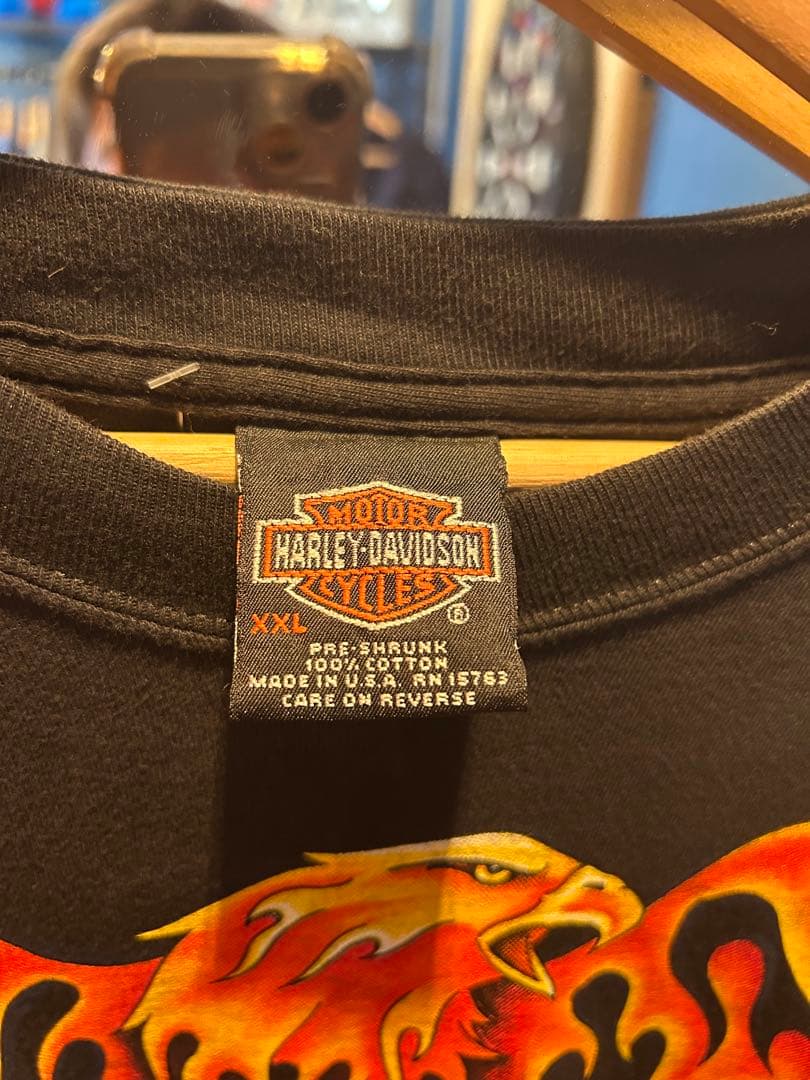 MOTOR
HARLEY-DAVIDSON
CYCLES
XXL
®
PRE-SHRUNK
100% COTTON
MADE IN U.S.A. RN 15763
CARE ON REVERSE